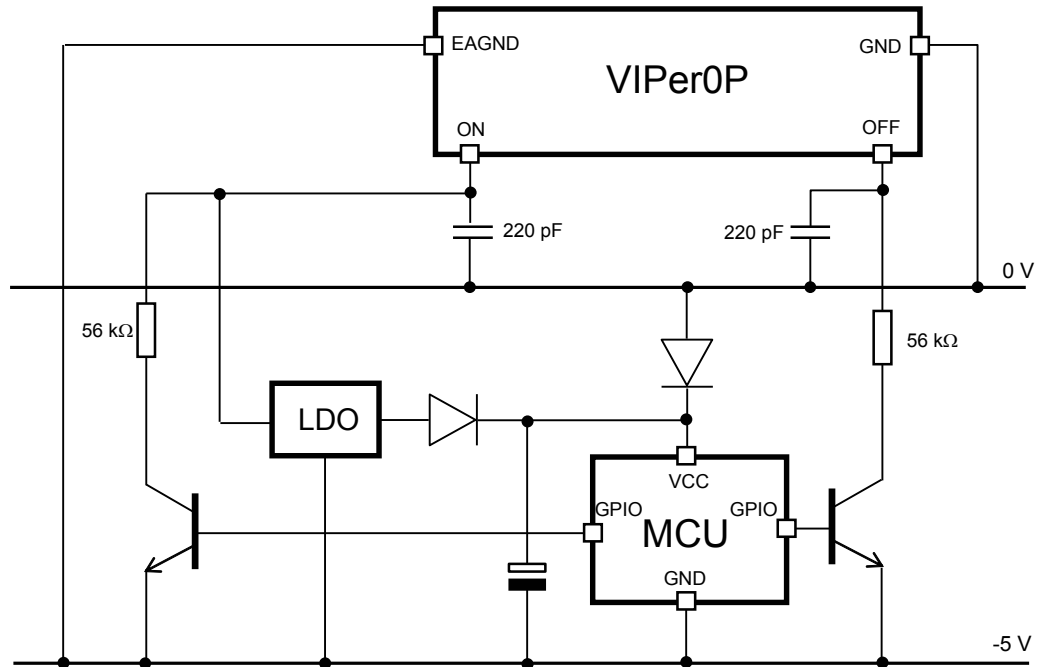 EAGND
GND
VIPer0P
ON
OFF
220 pF
220 pF
0 V
56 kΩ
56 kΩ
LDO
VCC
GPIO
GPIO
MCU
GND
-5 V